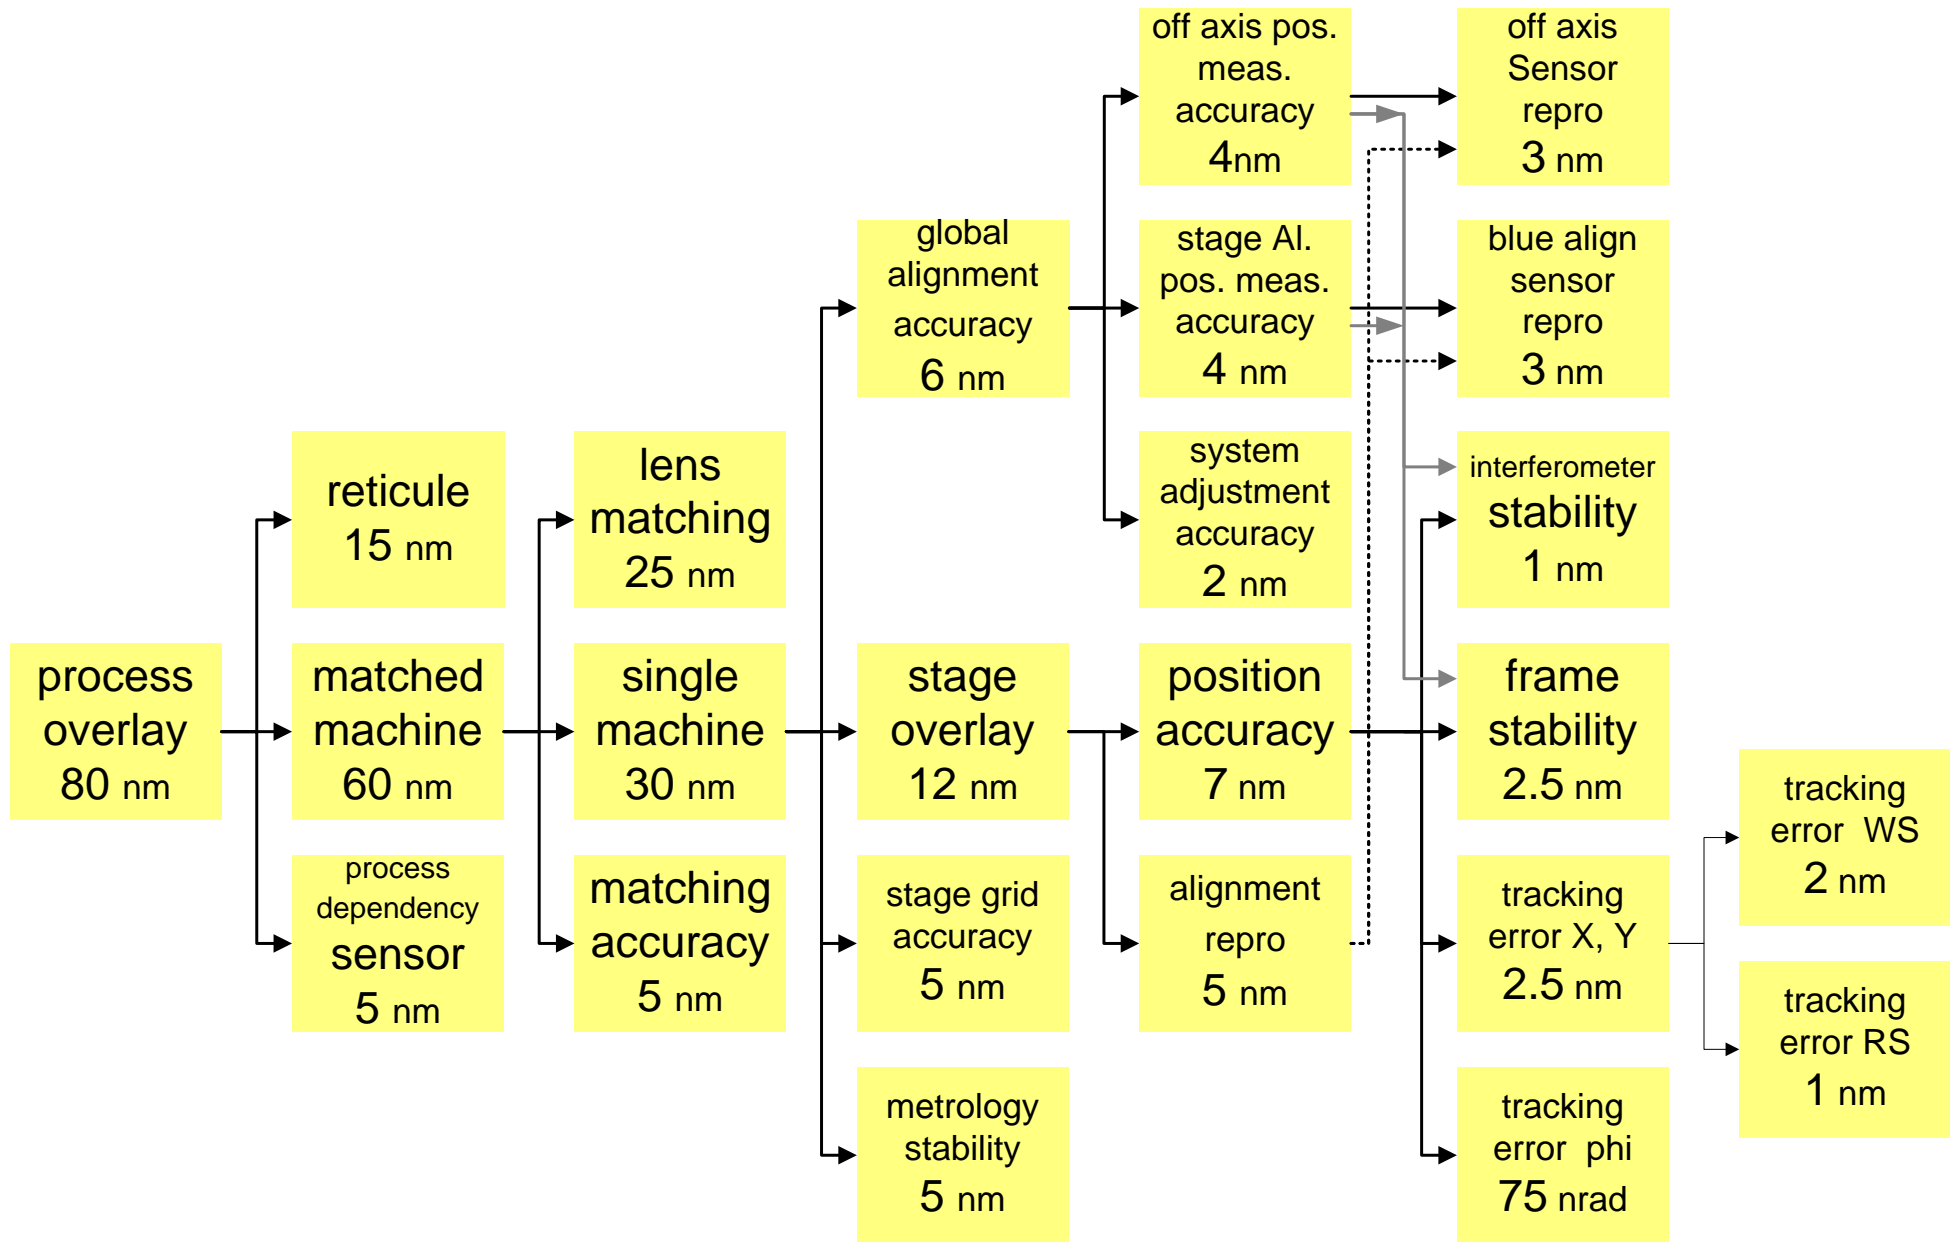 process
overlay
80 nm
reticule
15 nm
matched
machine
60 nm
process
dependency
sensor
5 nm
lens
matching
25 nm
single
machine
30 nm
matching
accuracy
5 nm
global
alignment
accuracy
6 nm
stage
overlay
12 nm
stage grid
accuracy
5 nm
metrology
stability
5 nm
off axis pos.
meas.
accuracy
4nm
stage Al.
pos. meas.
accuracy
4 nm
system
adjustment
accuracy
2 nm
position
accuracy
7 nm
alignment
repro
5 nm
off axis
Sensor
repro
3 nm
blue align
sensor
repro
3 nm
interferometer
stability
1 nm
frame
stability
2.5 nm
tracking
error X, Y
2.5 nm
tracking
error phi
75 nrad
tracking
error WS
2 nm
tracking
error RS
1 nm